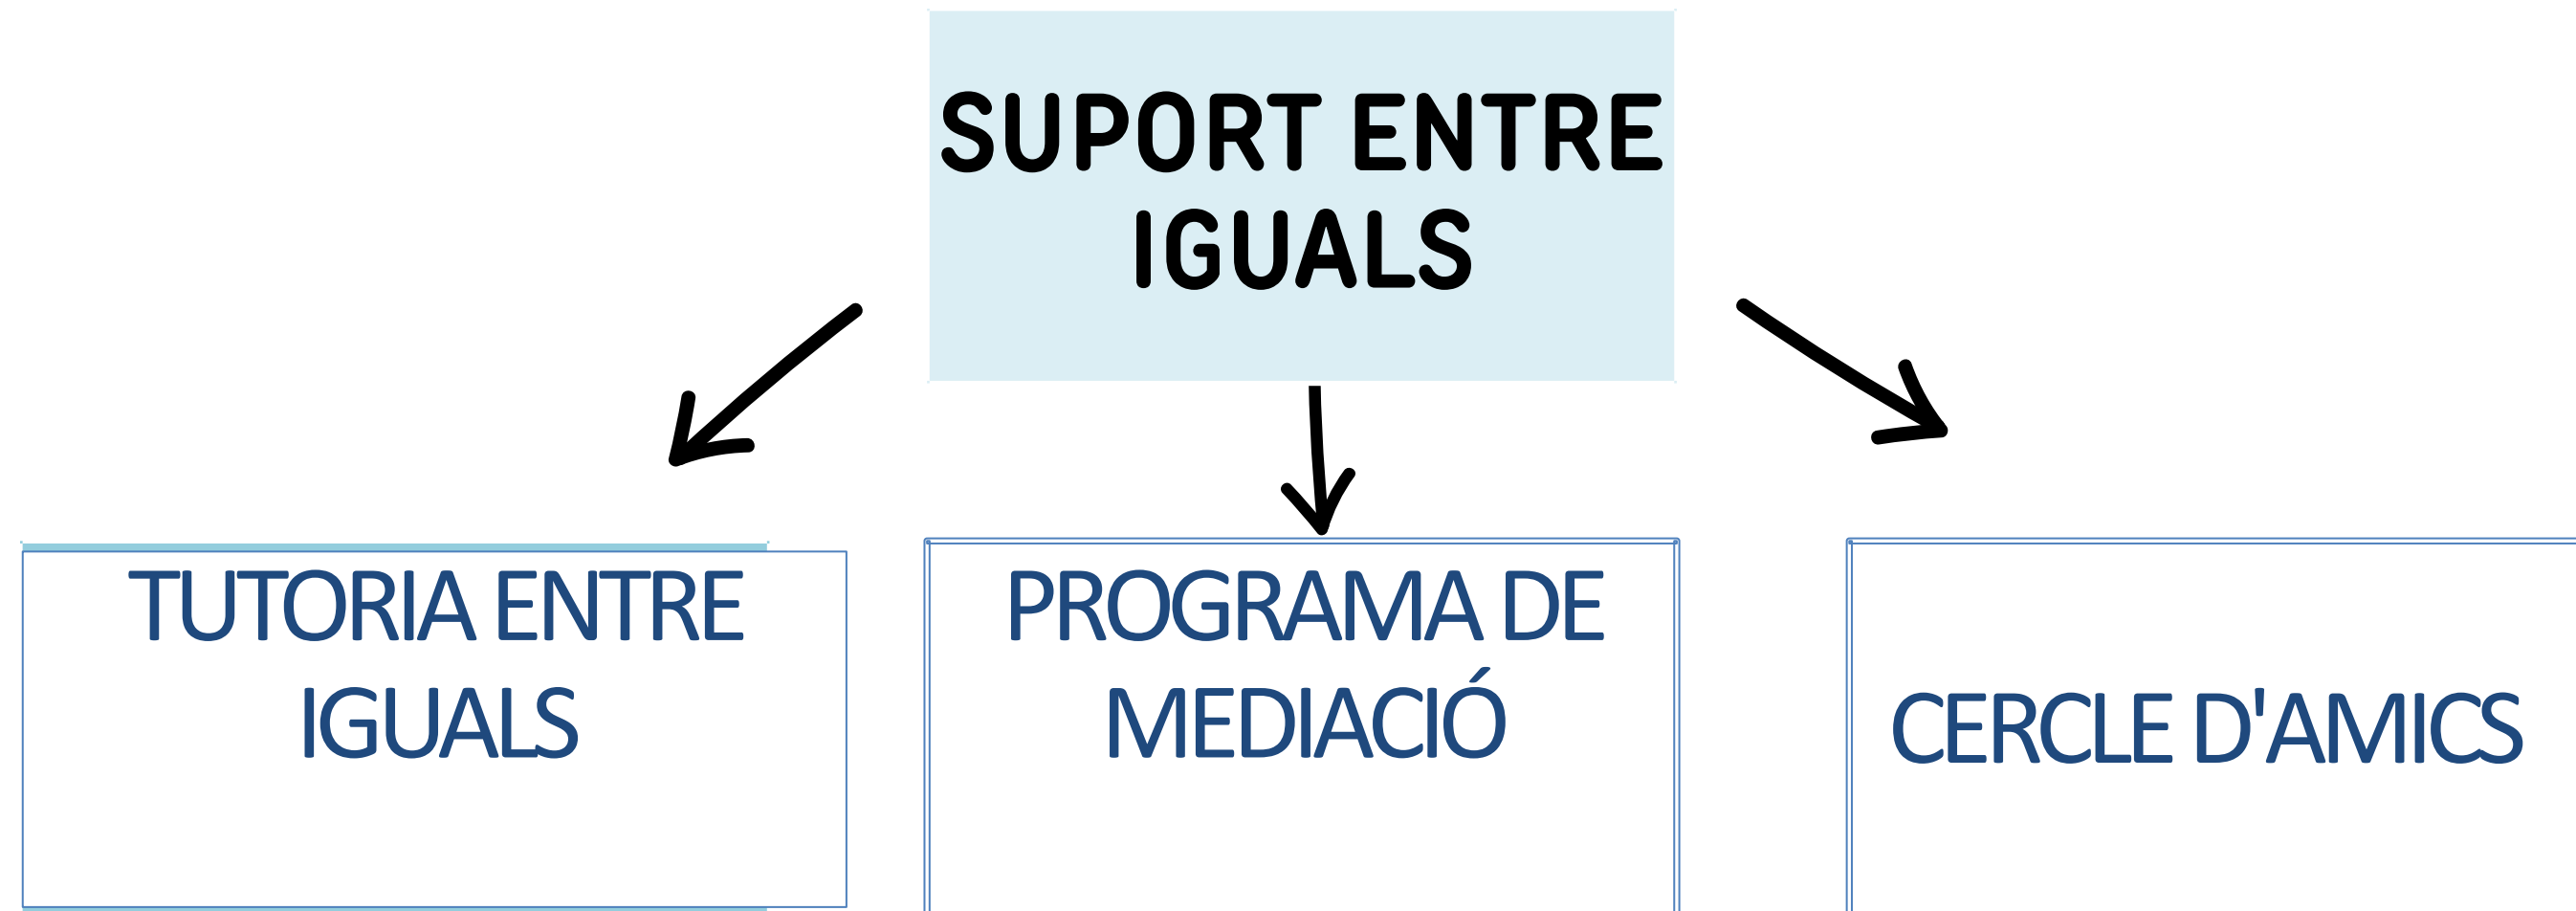 SUPORT ENTRE
IGUALS
TUTORIA ENTRE
IGUALS
PROGRAMA DE
MEDIACIÓ
CERCLE D'AMICS